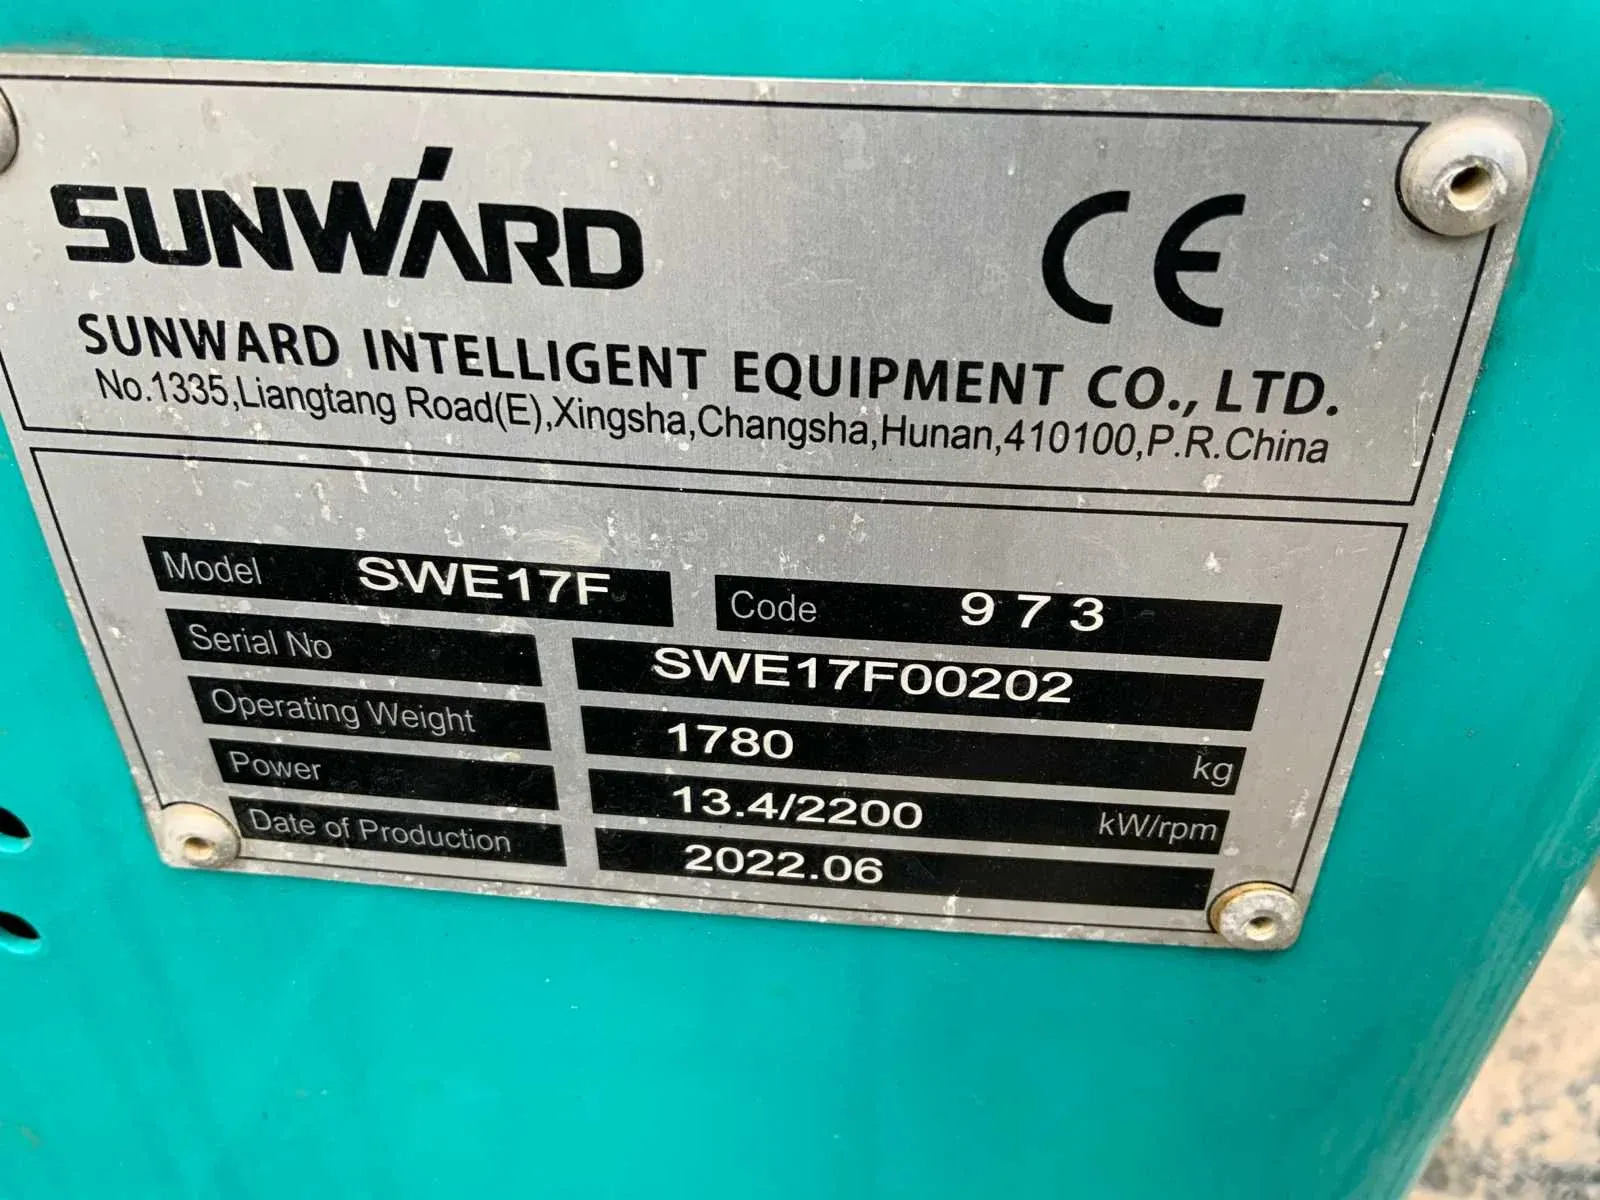 SUNWARD
CE
SUNWARD INTELLIGENT EQUIPMENT CO., LTD.
No.1335,Liangtang Road(E),Xingsha,Changsha,Hunan,410100,P.R.China
Model SWE17F Code 973
Serial No SWE17F00202
Operating Weight 1780 kg
Power 13.4/2200 kW/rpm
Date of Production 2022.06